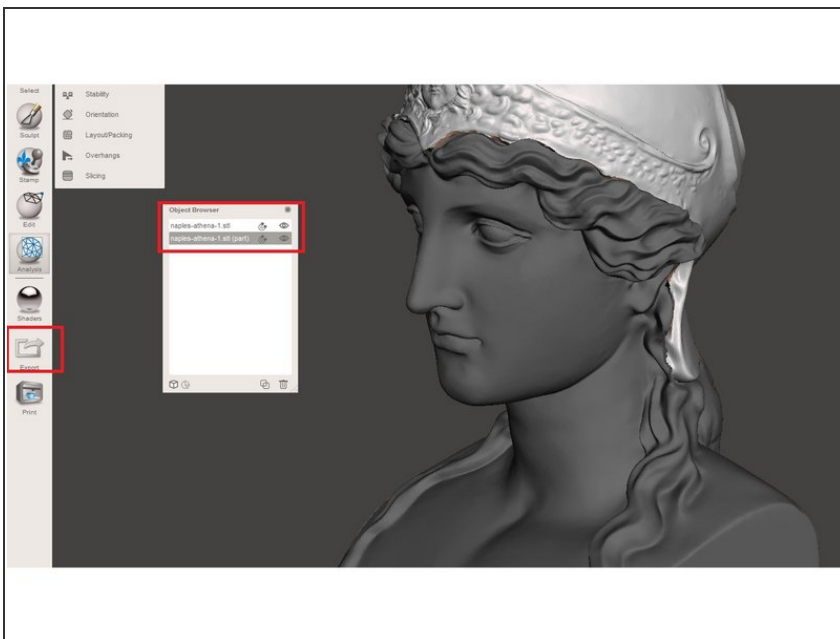 Select
Sculpt
Stamp
Edit
Analysis
Shaders
Export
Print
Stability
Orientation
Layout/Packing
Overhangs
Slicing
Object Browser
naples-athena-1.stl
naples-athena-1.stl (part)